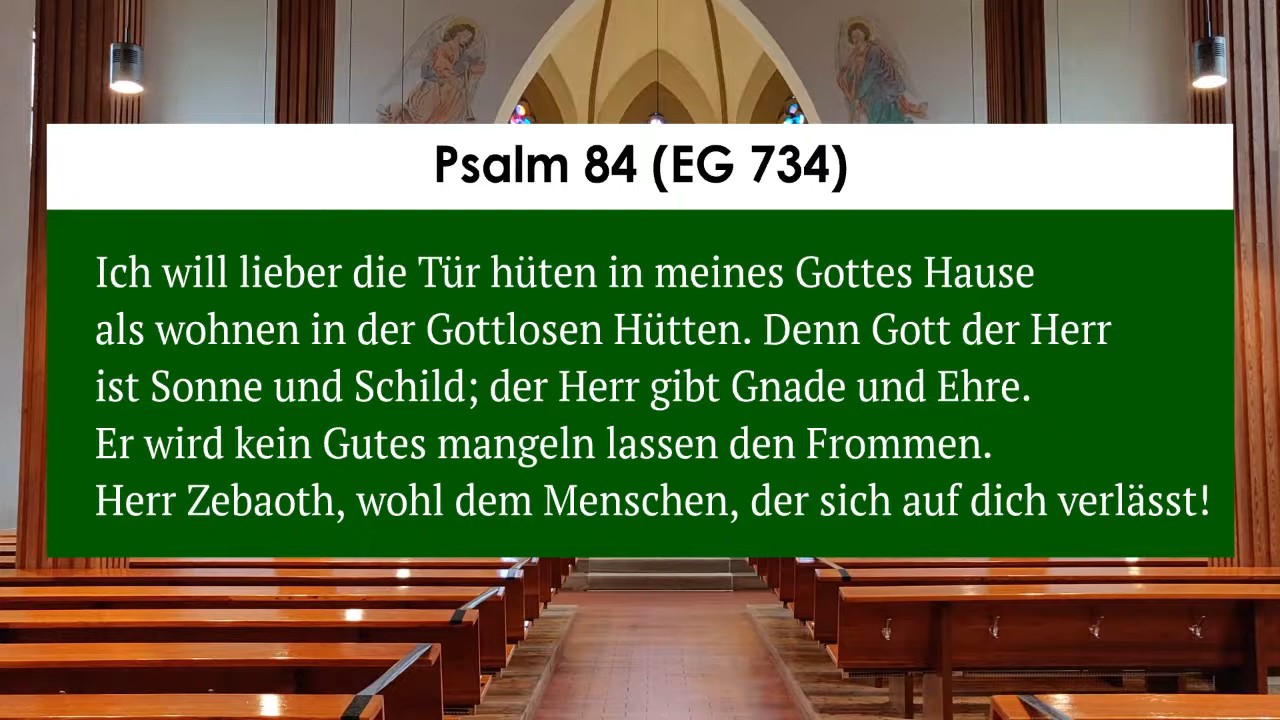 Psalm 84 (EG 734)
Ich will lieber die Tür hüten in meines Gottes Hause
als wohnen in der Gottlosen Hütten. Denn Gott der Herr
ist Sonne und Schild; der Herr gibt Gnade und Ehre.
Er wird kein Gutes mangeln lassen den Frommen.
Herr Zebaoth, wohl dem Menschen, der sich auf dich verlässt!